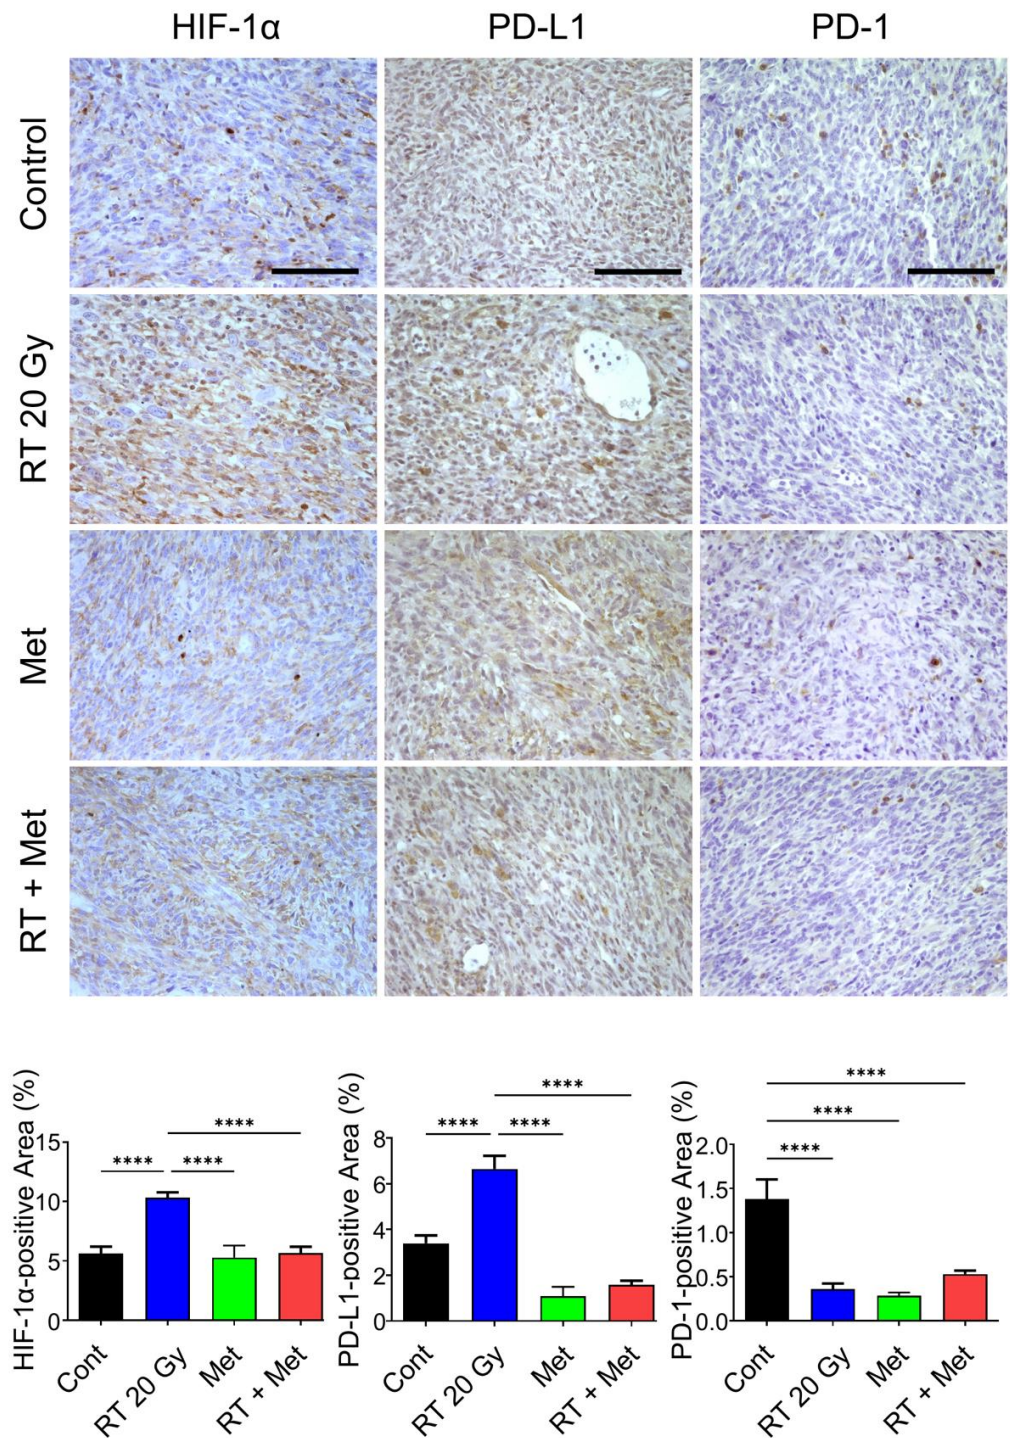 HIF-1α PD-L1 PD-1
Control
RT 20 Gy
Met
RT + Met
HIF-1α-positive Area (%)
15
10
5
0
**** **** ****
Cont RT 20 Gy Met RT + Met
PD-L1-positive Area (%)
8
6
4
2
0
**** **** ****
Cont RT 20 Gy Met RT + Met
PD-1-positive Area (%)
2.0
1.5
1.0
0.5
0.0
**** **** ****
Cont RT 20 Gy Met RT + Met